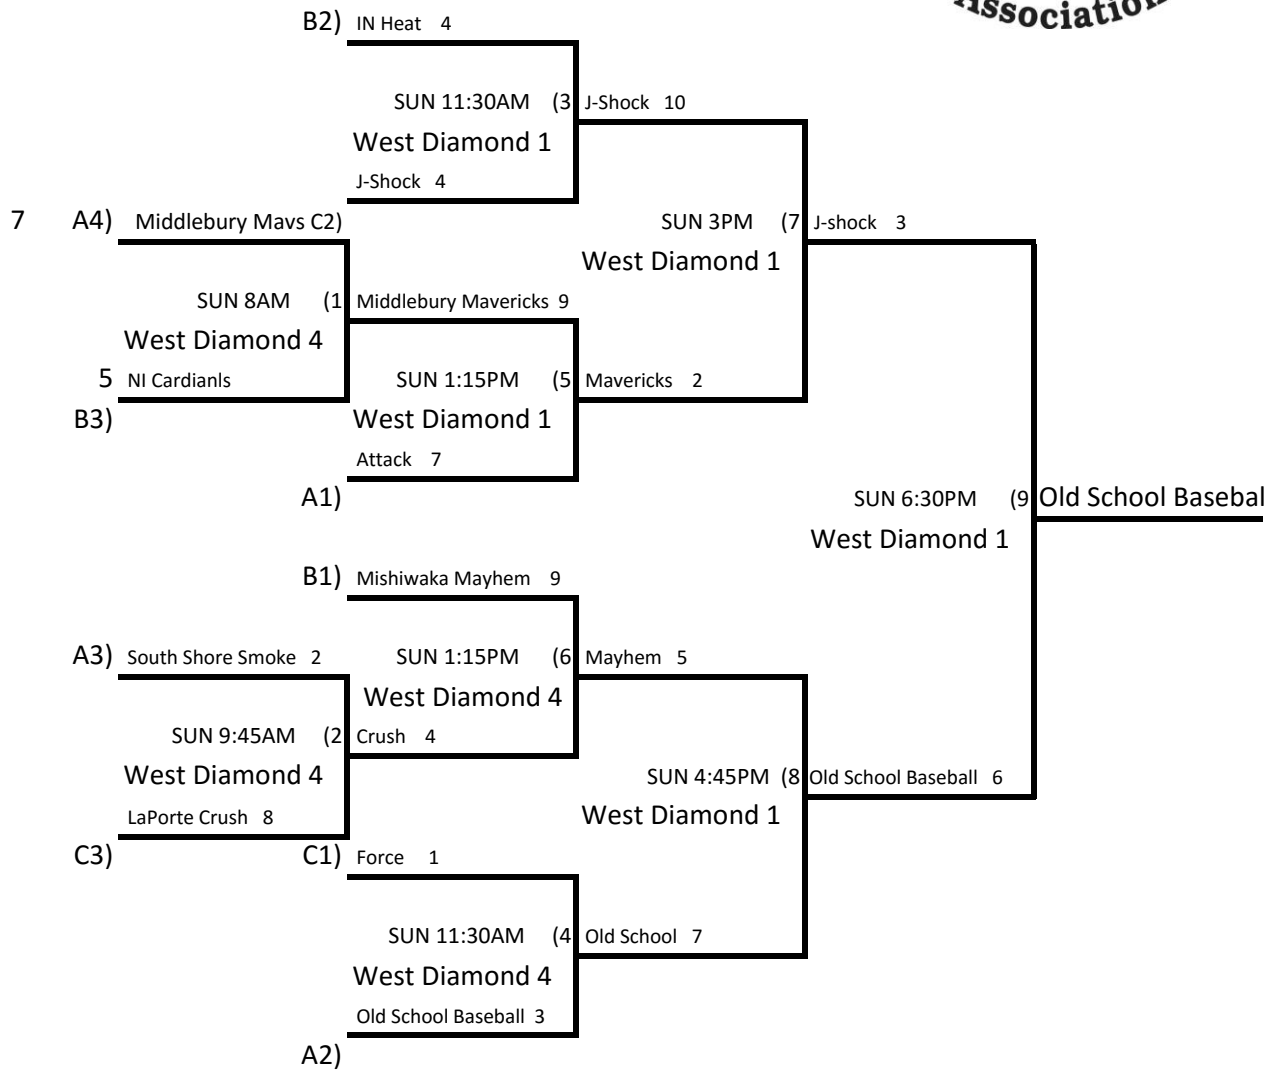 Association
B2) IN Heat 4
SUN 11:30AM (3 J-Shock 10
West Diamond 1
J-Shock 4
7 A4) Middlebury Mavs C2)
SUN 3PM (7 J-shock 3
West Diamond 1
SUN 8AM (1 Middlebury Mavericks 9
West Diamond 4
5 NI Cardianls
SUN 1:15PM (5 Mavericks 2
B3)
West Diamond 1
Attack 7
A1)
SUN 6:30PM (9 Old School Basebal
West Diamond 1
B1) Mishiwaka Mayhem 9
A3) South Shore Smoke 2
SUN 1:15PM (6 Mayhem 5
West Diamond 4
SUN 9:45AM (2 Crush 4
West Diamond 4
SUN 4:45PM (8 Old School Baseball 6
West Diamond 1
LaPorte Crush 8
C3)
C1) Force 1
SUN 11:30AM (4 Old School 7
West Diamond 4
Old School Baseball 3
A2)